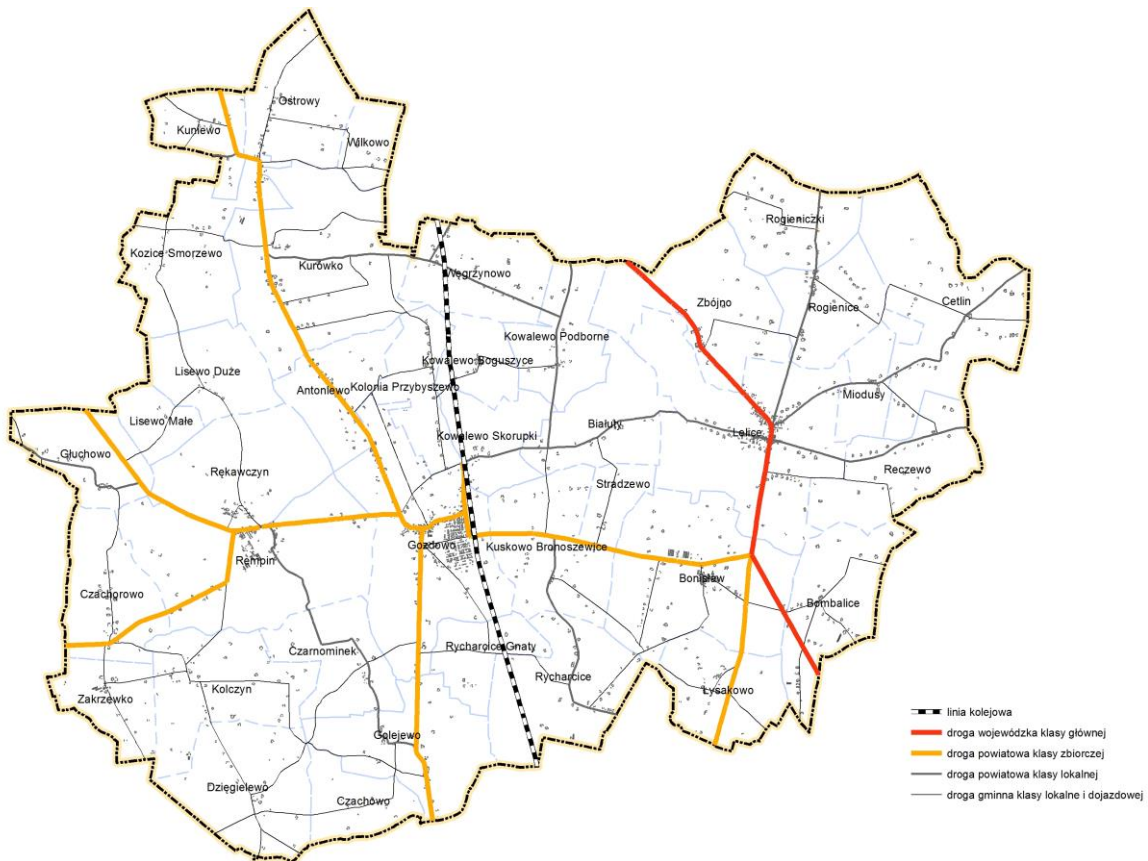 Ostrowy
Kuniewo
Wilkowo
Rogieniczki
Kozice Smorzewo
Kurówko
Węgrzynowo
Zbójno
Rogienice
Cetlin
Kowalewo Podborne
Kowalewo
Boguszyce
Lisewo Duże
Antoniewo
Kolonia Przybyszewo
Miodusy
Lisewo Małe
Białuty
Kowalewo Skorupki
Lelice
Głuchowo
Rękawczyn
Reczewo
Stradzewo
Gozdowo
Kuskowo Bronoszewice
Rempin
Bonisław
Czachorowo
Bombalice
Czarnominek
Rycharcice Gnaty
Rycharcice
Kolczyn
Zakrzewko
Łysakowo
Golejewo
Dzięgielewo
Czachowo
linia kolejowa
droga wojewódzka klasy głównej
droga powiatowa klasy zbiorczej
droga powiatowa klasy lokalnej
droga gminna klasy lokalne i dojazdowej